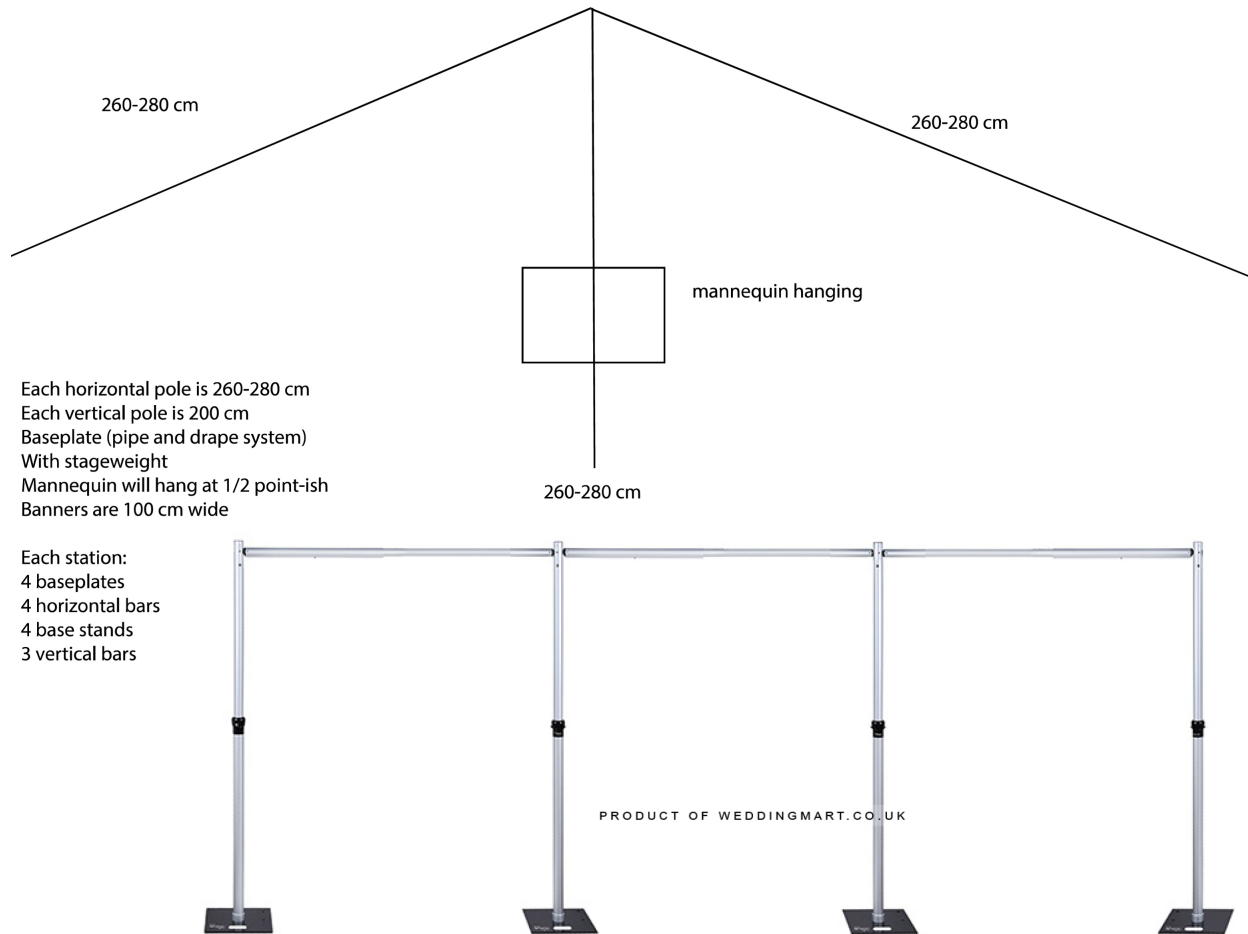 260-280 cm
260-280 cm
mannequin hanging
Each horizontal pole is 260-280 cm
Each vertical pole is 200 cm
Baseplate (pipe and drape system)
With stageweight
Mannequin will hang at 1/2 point-ish
Banners are 100 cm wide
260-280 cm
Each station:
4 baseplates
4 horizontal bars
4 base stands
3 vertical bars
PRODUCT OF WEDDINGMART.CO.UK